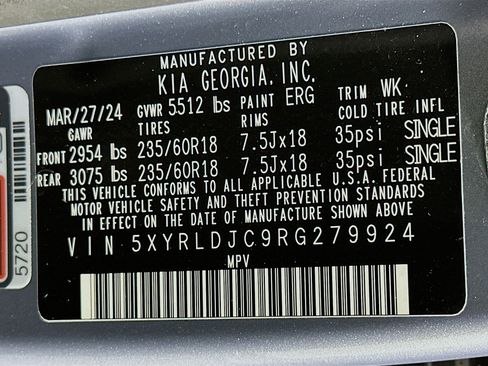 MANUFACTURED BY
KIA GEORGIA, INC.
MAR/27/24 GVWR 5512 lbs PAINT ERG TRIM WK
GAWR TIRES RIMS COLD TIRE INFL
FRONT 2954 lbs 235/60R18 7.5Jx18 35psi SINGLE
REAR 3075 lbs 235/60R18 7.5Jx18 35psi SINGLE
THIS VEHICLE CONFORMS TO ALL APPLICABLE U.S.A. FEDERAL
MOTOR VEHICLE SAFETY AND THEFT PREVENTION STANDARDS
IN EFFECT ON THE DATE OF MANUFACTURE SHOWN ABOVE.
VIN 5XYRLDJC9RG279924
MPV
5720